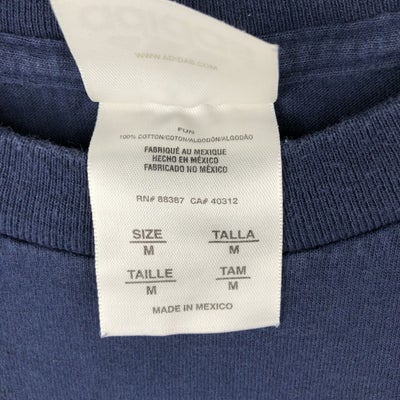 adidas
WWW.ADIDAS.COM
FUN
100% COTTON/COTON/ALGODÓN/ALGODÃO
FABRIQUÉ AU MEXIQUE
HECHO EN MÉXICO
FABRICADO NO MÉXICO
RN# 88387 CA# 40312
SIZE TALLA
M M
TAILLE TAM
M M
MADE IN MEXICO